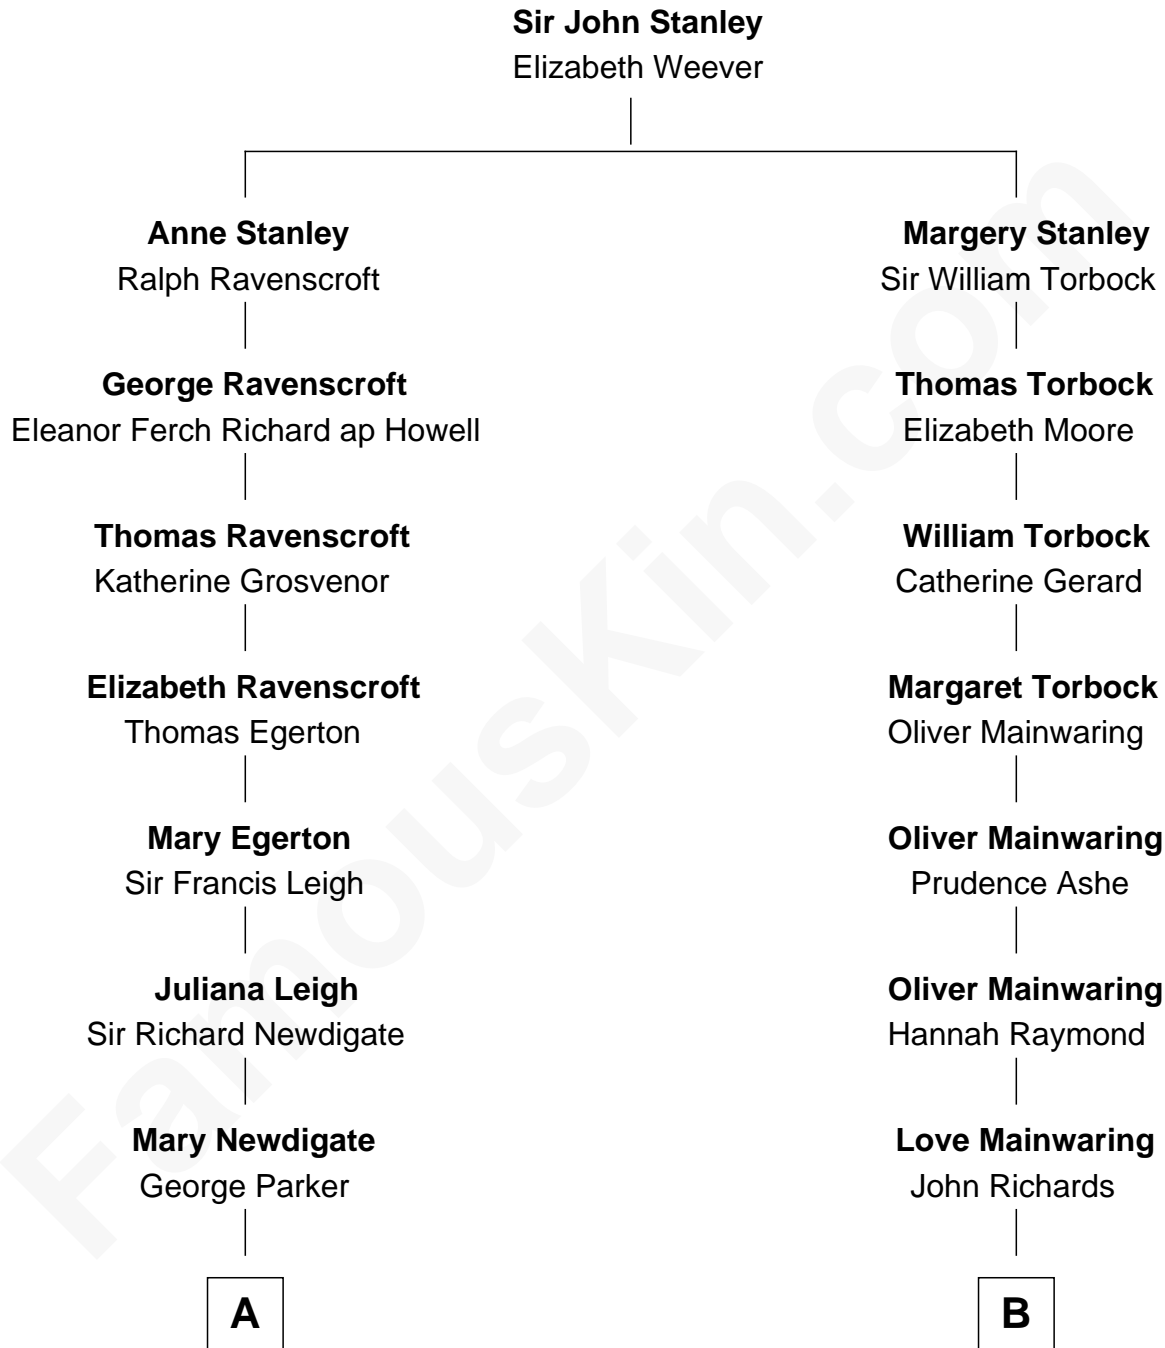 Sir John Stanley
Elizabeth Weever
Anne Stanley
Ralph Ravenscroft
George Ravenscroft
Eleanor Ferch Richard ap Howell
Thomas Ravenscroft
Katherine Grosvenor
Elizabeth Ravenscroft
Thomas Egerton
Mary Egerton
Sir Francis Leigh
Juliana Leigh
Sir Richard Newdigate
Mary Newdigate
George Parker
A
Margery Stanley
Sir William Torbock
Thomas Torbock
Elizabeth Moore
William Torbock
Catherine Gerard
Margaret Torbock
Oliver Mainwaring
Oliver Mainwaring
Prudence Ashe
Oliver Mainwaring
Hannah Raymond
Love Mainwaring
John Richards
B
FamousKin.com